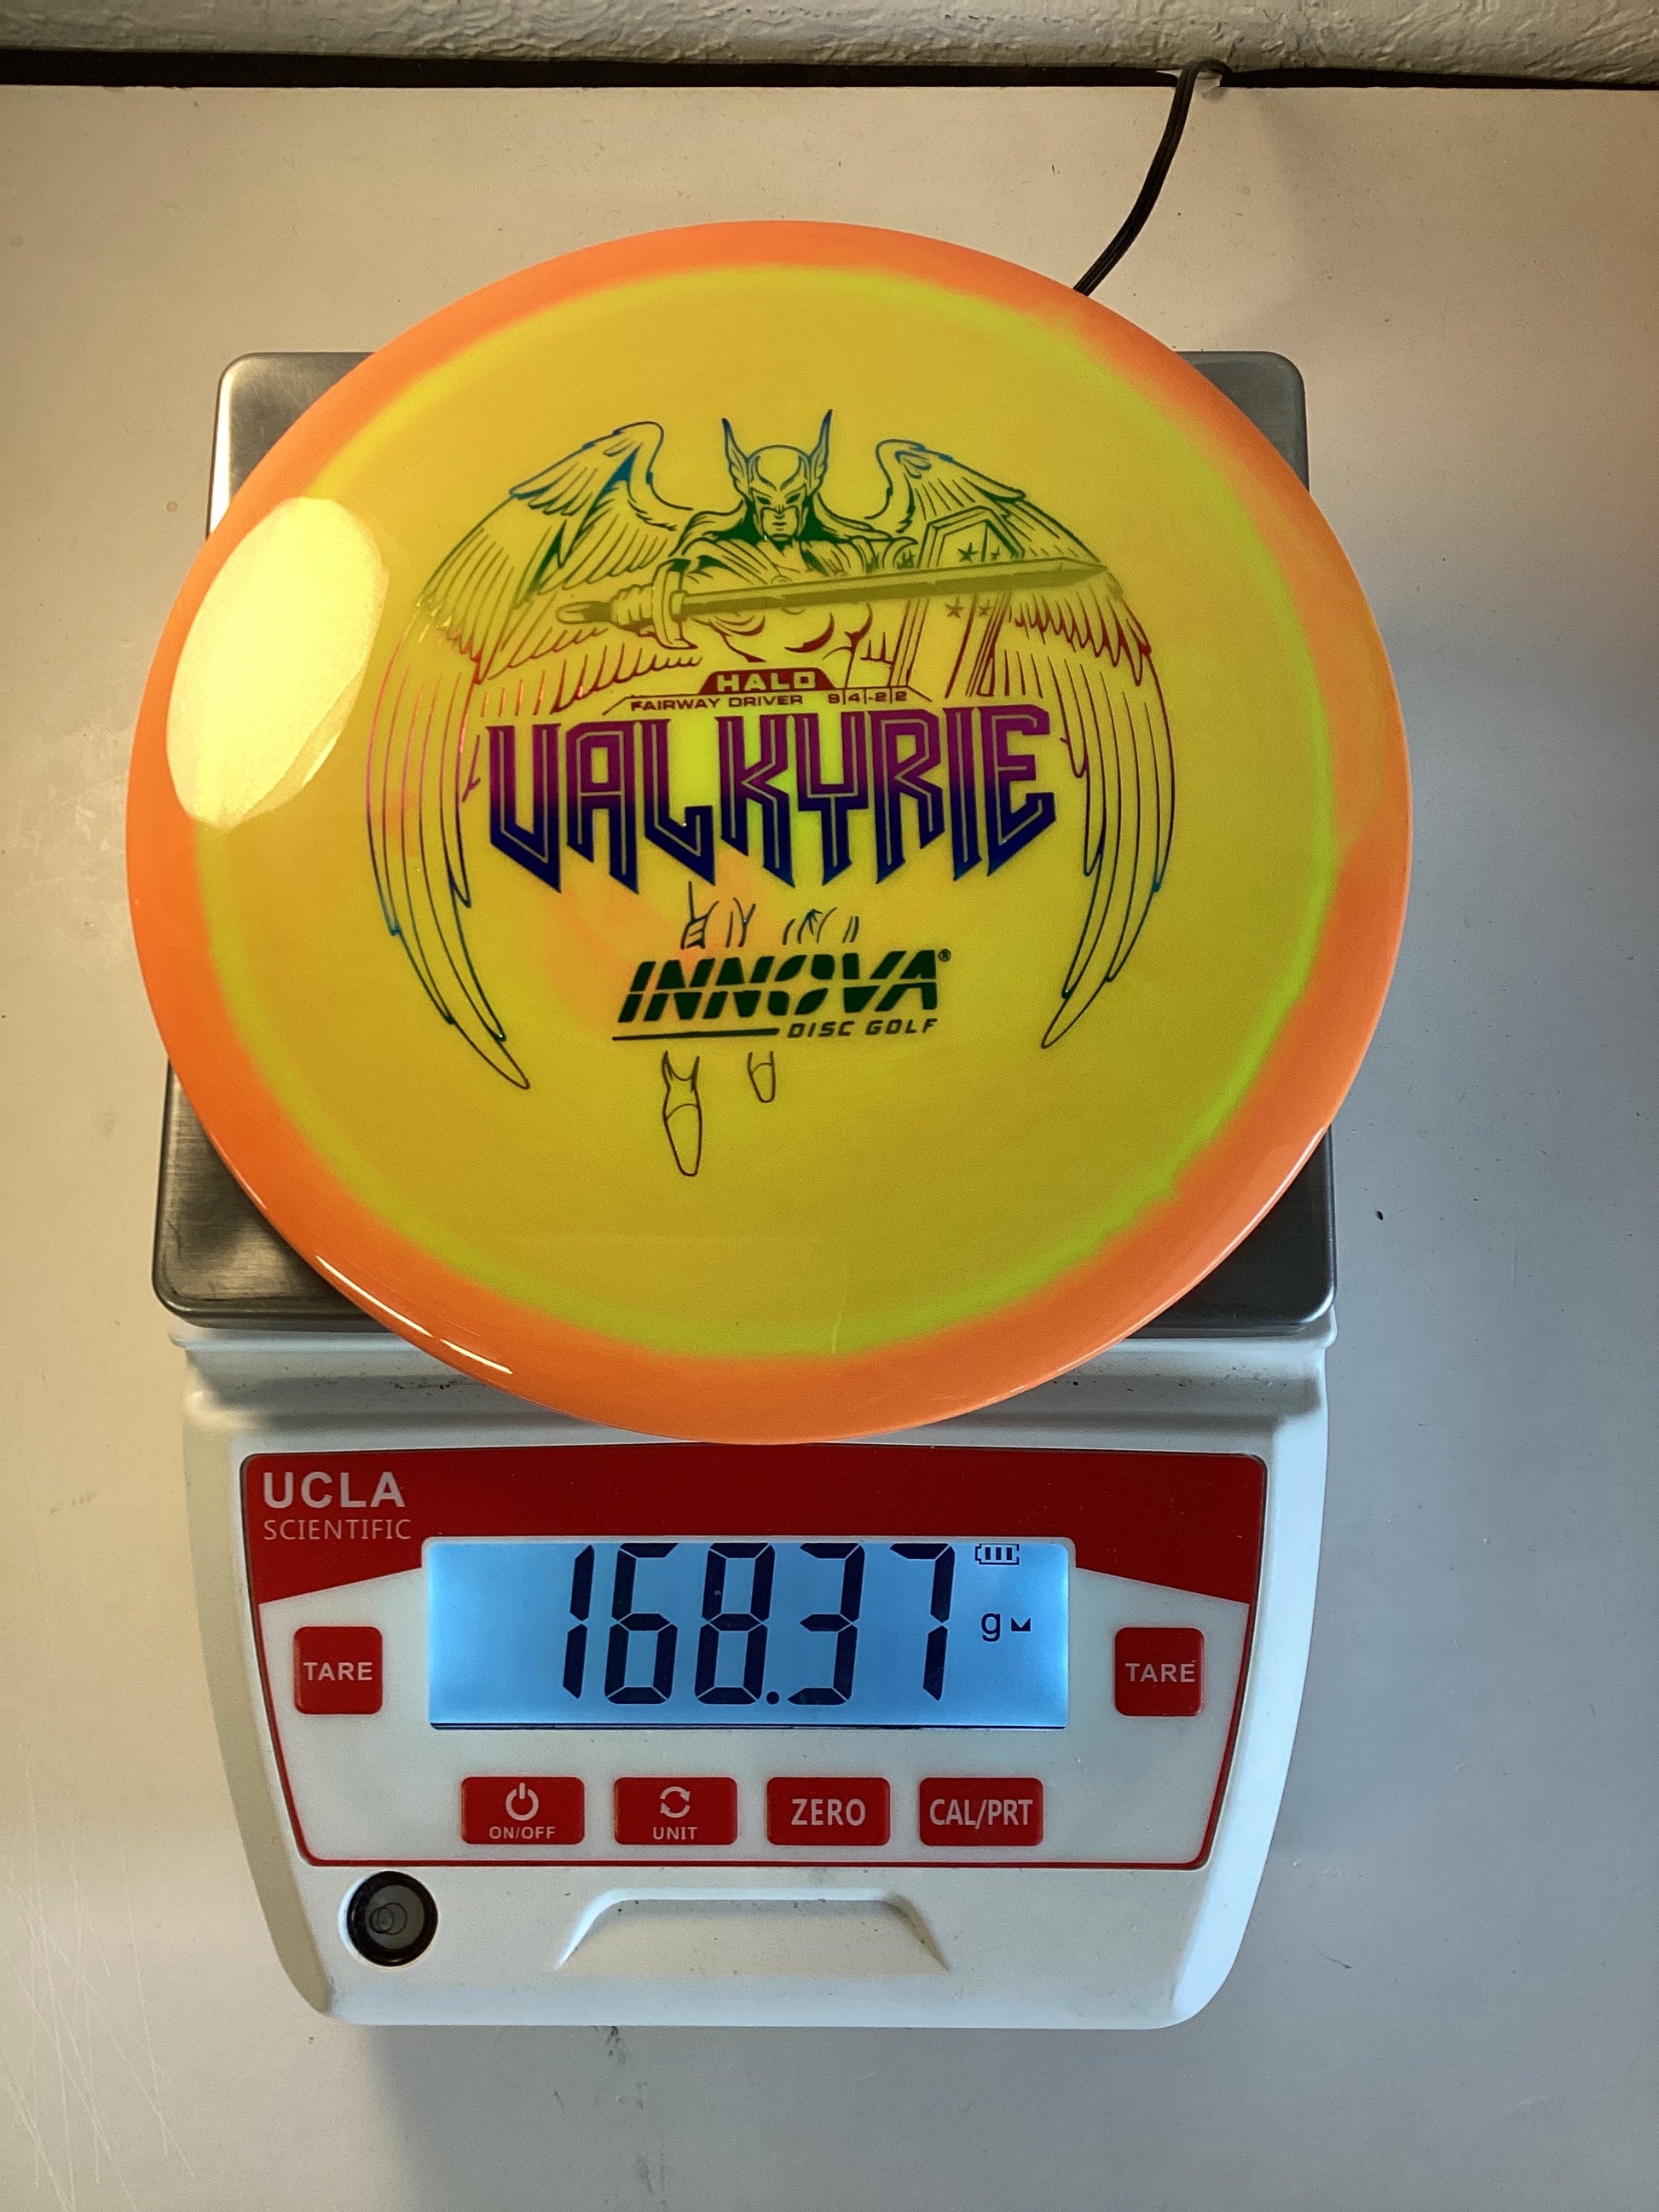 HALO
FAIRWAY DRIVER 9|4|-2|2
VALKYRIE
INNOVA®
DISC GOLF
UCLA
SCIENTIFIC
168.37
g
TARE
TARE
ON/OFF
UNIT
ZERO
CAL/PRT